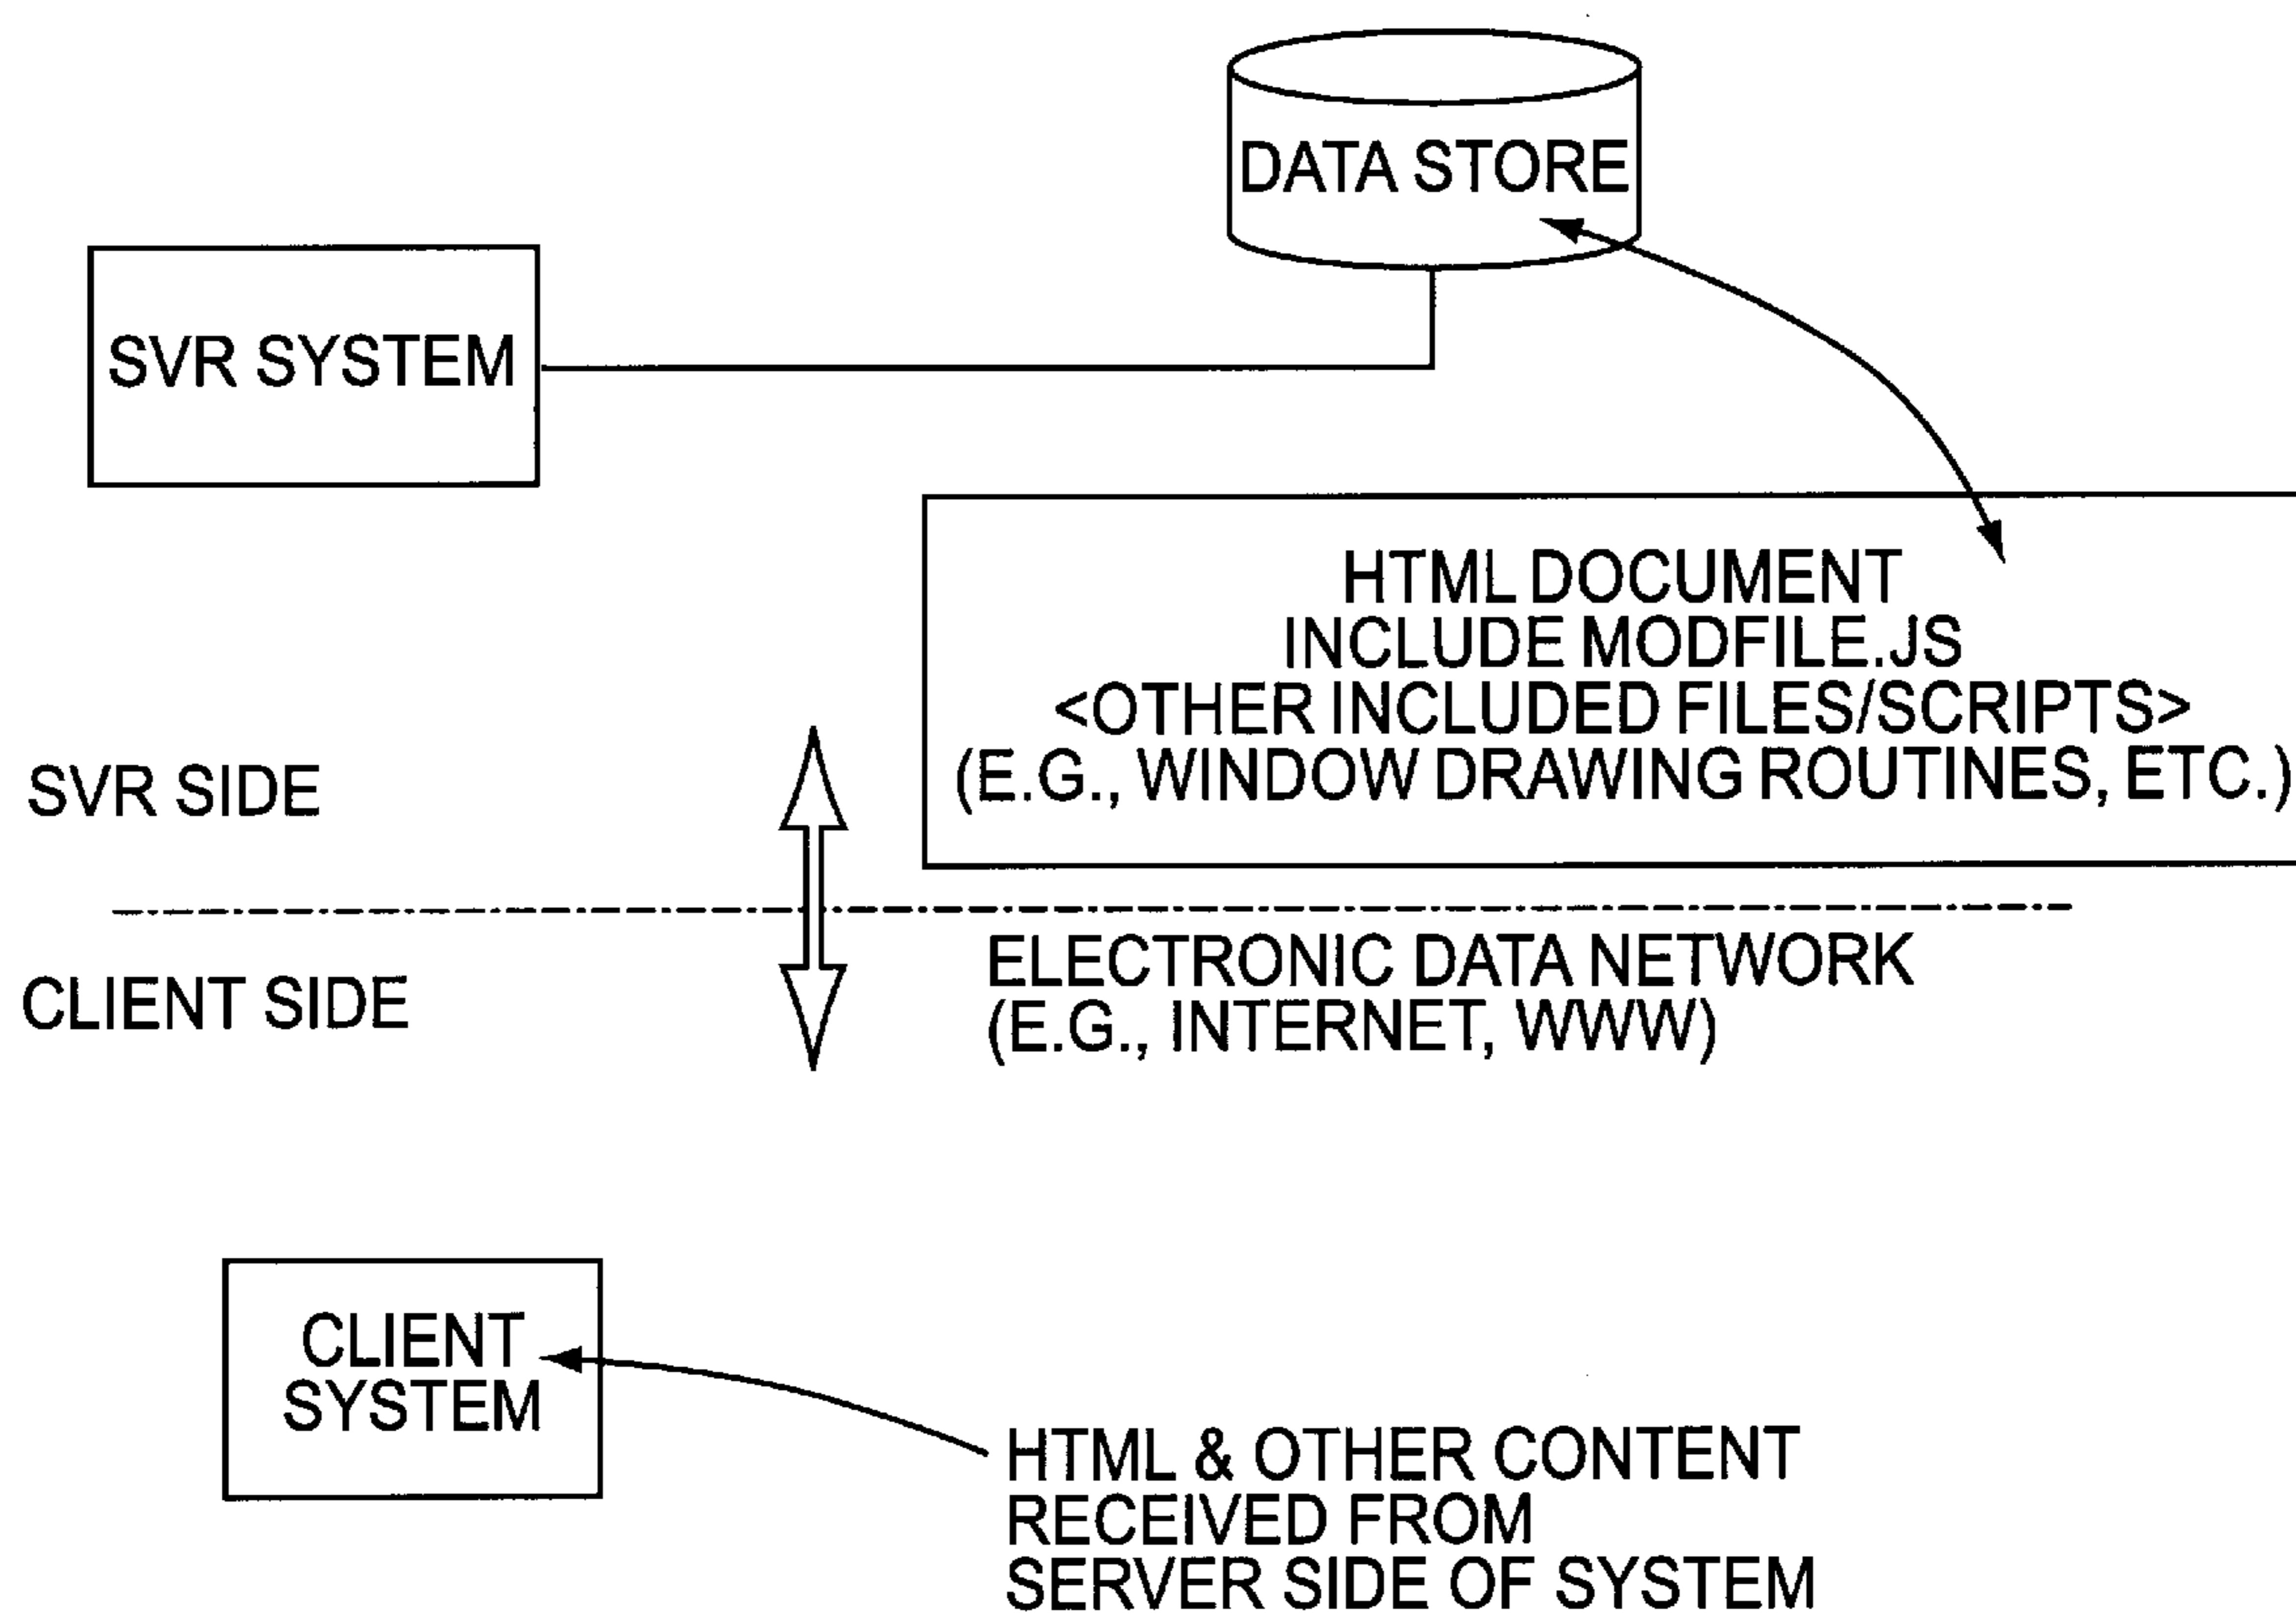 DATA STORE
SVR SYSTEM
HTML DOCUMENT
INCLUDE MODFILE.JS
<OTHER INCLUDED FILES/SCRIPTS>
(E.G., WINDOW DRAWING ROUTINES, ETC.)
SVR SIDE
CLIENT SIDE
ELECTRONIC DATA NETWORK
(E.G., INTERNET, WWW)
CLIENT
SYSTEM
HTML & OTHER CONTENT
RECEIVED FROM
SERVER SIDE OF SYSTEM